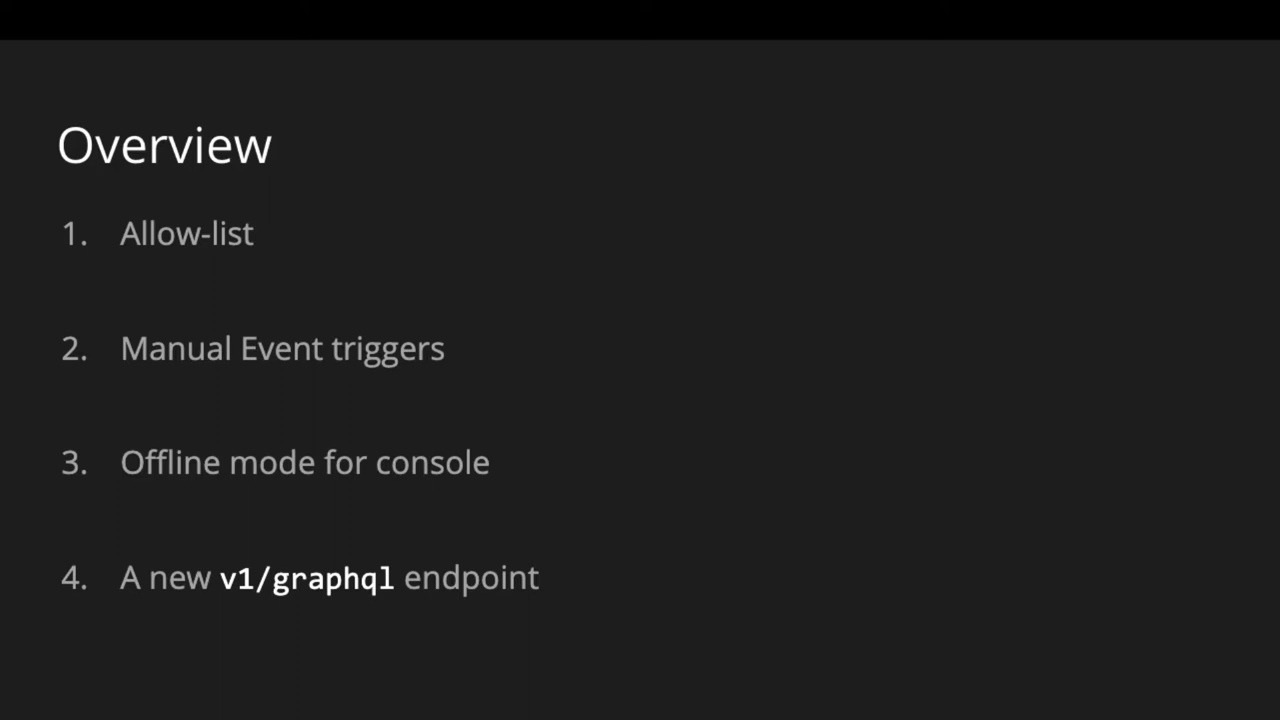 Overview
1. Allow-list
2. Manual Event triggers
3. Offline mode for console
4. A new v1/graphql endpoint